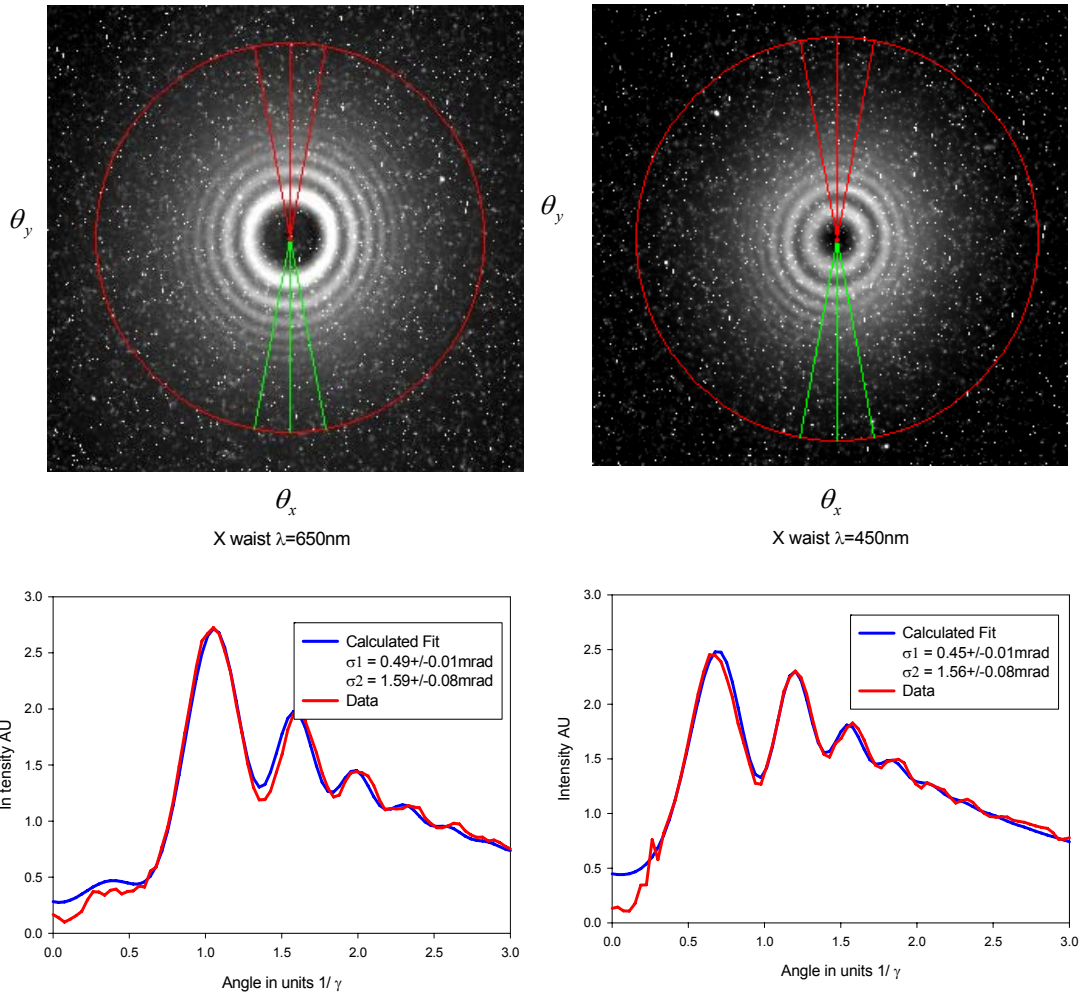 θy
θx
X waist λ=650nm
θy
θx
X waist λ=450nm
In tensity AU
3.0
2.5
2.0
1.5
1.0
0.5
0.0
Calculated Fit
σ1 = 0.49+/-0.01mrad
σ2 = 1.59+/-0.08mrad
Data
0.0 0.5 1.0 1.5 2.0 2.5 3.0
Angle in units 1/ γ
Intensity AU
3.0
2.5
2.0
1.5
1.0
0.5
0.0
Calculated Fit
σ1 = 0.45+/-0.01mrad
σ2 = 1.56+/-0.08mrad
Data
0.0 0.5 1.0 1.5 2.0 2.5 3.0
Angle in units 1/ γ